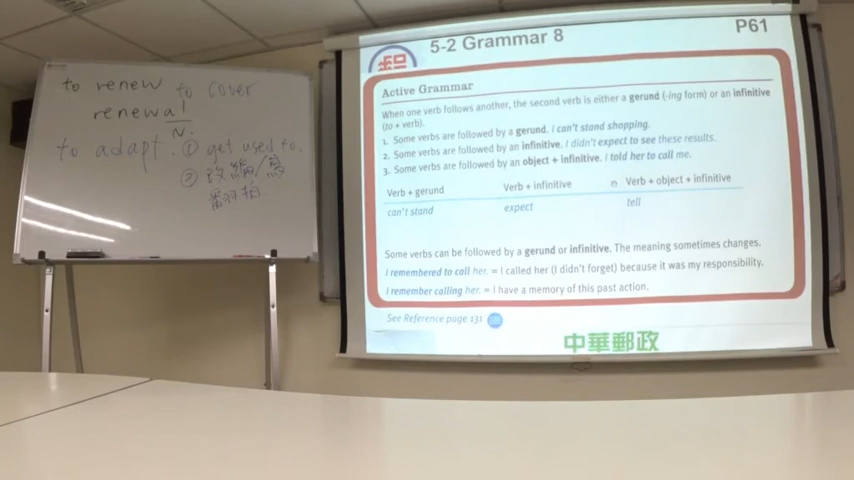 to renew to cover
renewal
N.
to adapt. ① get used to.
② 改編/寫
翻拍
5-2 Grammar 8
P61
Active Grammar
When one verb follows another, the second verb is either a gerund (-ing form) or an infinitive
(to + verb).
1. Some verbs are followed by a gerund. I can't stand shopping.
2. Some verbs are followed by an infinitive. I didn't expect to see these results.
3. Some verbs are followed by an object + infinitive. I told her to call me.
Verb + gerund Verb + infinitive Verb + object + infinitive
can't stand expect tell
Some verbs can be followed by a gerund or infinitive. The meaning sometimes changes.
I remembered to call her. = I called her (I didn't forget) because it was my responsibility.
I remember calling her. = I have a memory of this past action.
See Reference page 131
中華郵政